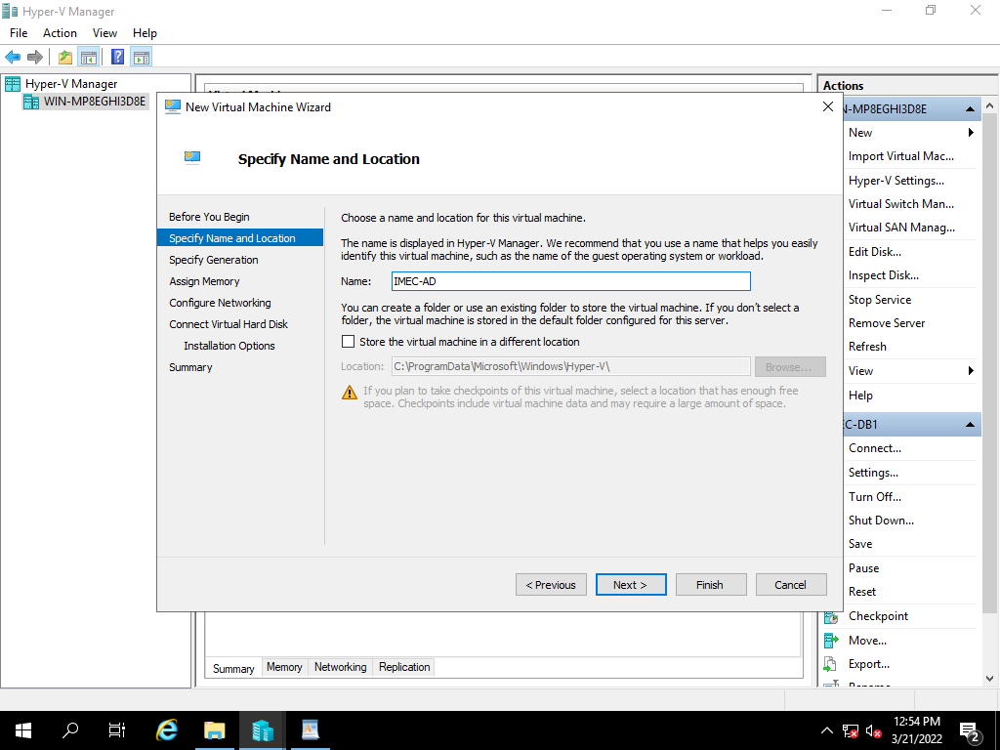 Hyper-V Manager
File Action View Help
Hyper-V Manager
WIN-MP8EGHI3D8E
New Virtual Machine Wizard
Specify Name and Location
Before You Begin
Specify Name and Location
Specify Generation
Assign Memory
Configure Networking
Connect Virtual Hard Disk
Installation Options
Summary
Choose a name and location for this virtual machine.
The name is displayed in Hyper-V Manager. We recommend that you use a name that helps you easily
identify this virtual machine, such as the name of the guest operating system or workload.
Name: IMEC-AD
You can create a folder or use an existing folder to store the virtual machine. If you don't select a
folder, the virtual machine is stored in the default folder configured for this server.
Store the virtual machine in a different location
Location: C:\ProgramData\Microsoft\Windows\Hyper-V\ Browse...
If you plan to take checkpoints of this virtual machine, select a location that has enough free
space. Checkpoints include virtual machine data and may require a large amount of space.
< Previous Next > Finish Cancel
Summary Memory Networking Replication
Actions
N-MP8EGHI3D8E
New
Import Virtual Mac...
Hyper-V Settings...
Virtual Switch Man...
Virtual SAN Manag...
Edit Disk...
Inspect Disk...
Stop Service
Remove Server
Refresh
View
Help
EC-DB1
Connect...
Settings...
Turn Off...
Shut Down...
Save
Pause
Reset
Checkpoint
Move...
Export...
12:54 PM
3/21/2022
2